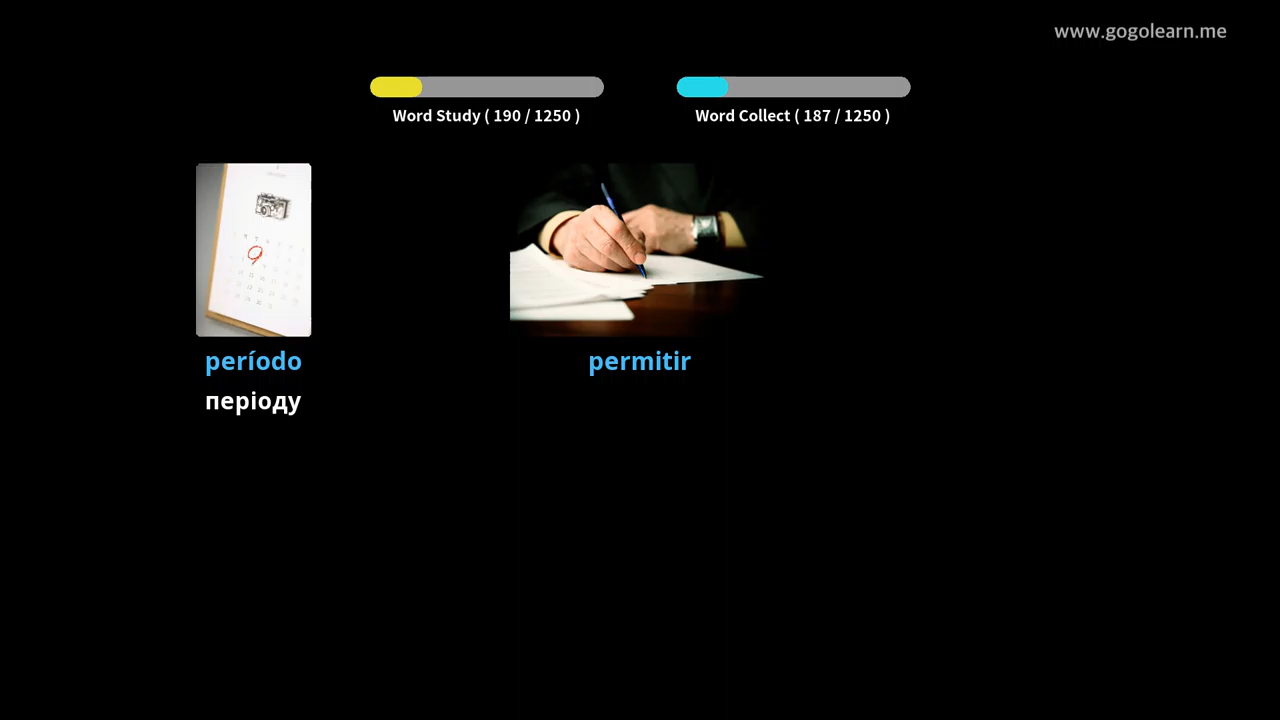 www.gogolearn.me
Word Study ( 190 / 1250 )
Word Collect ( 187 / 1250 )
período
permitir
періоду